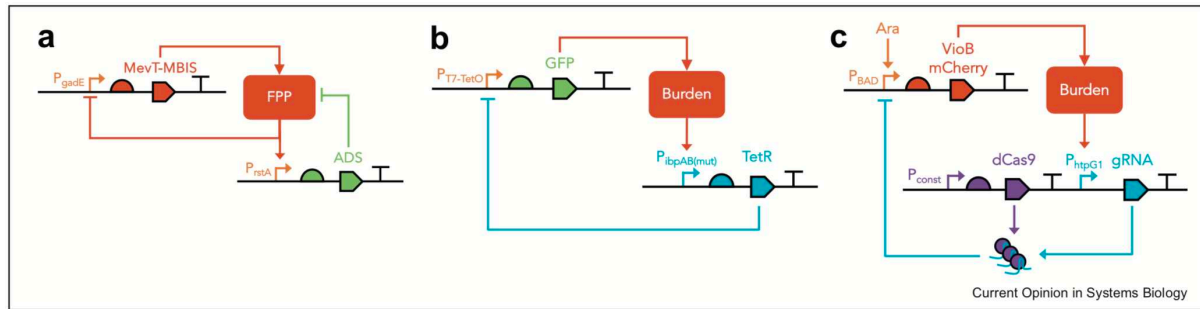 a
MevT-MBIS
PgadE
FPP
ADS
PrstA
b
GFP
PT7-TetO
Burden
PibpAB(mut)
TetR
c
Ara
VioB
mCherry
PBAD
Burden
dCas9
PhtpG1
gRNA
Pconst
Current Opinion in Systems Biology